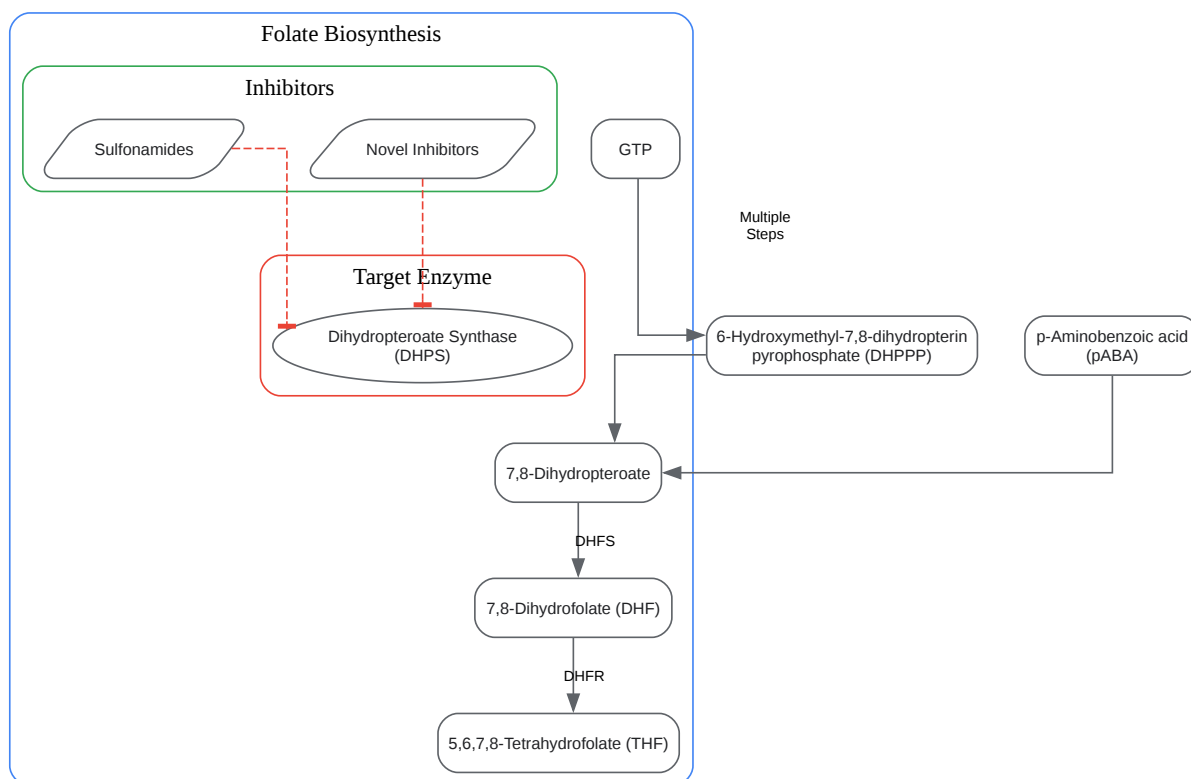 Folate Biosynthesis
Inhibitors
Sulfonamides
Novel Inhibitors
GTP
Multiple
Steps
Target Enzyme
Dihydropteroate Synthase
(DHPS)
6-Hydroxymethyl-7,8-dihydropterin
pyrophosphate (DHPPP)
p-Aminobenzoic acid
(pABA)
7,8-Dihydropteroate
DHFS
7,8-Dihydrofolate (DHF)
DHFR
5,6,7,8-Tetrahydrofolate (THF)